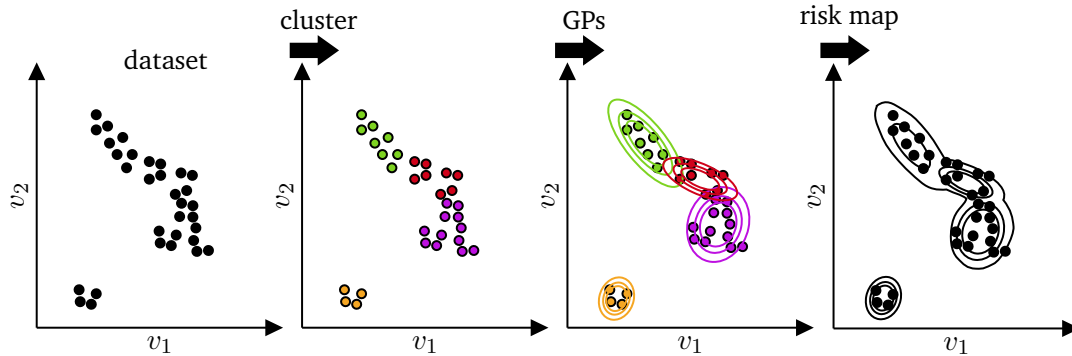 cluster
GPs
risk map
dataset
v₂
v₂
v₂
v₂
v₁
v₁
v₁
v₁